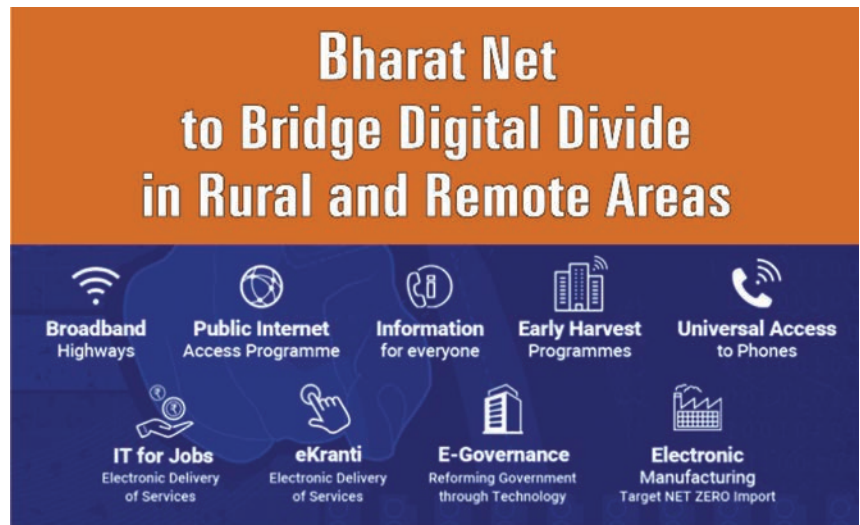 Bharat Net
to Bridge Digital Divide
in Rural and Remote Areas
Broadband
Highways
Public Internet
Access Programme
Information
for everyone
Early Harvest
Programmes
Universal Access
to Phones
IT for Jobs
Electronic Delivery
of Services
eKranti
Electronic Delivery
of Services
E-Governance
Reforming Government
through Technology
Electronic
Manufacturing
Target NET ZERO Import